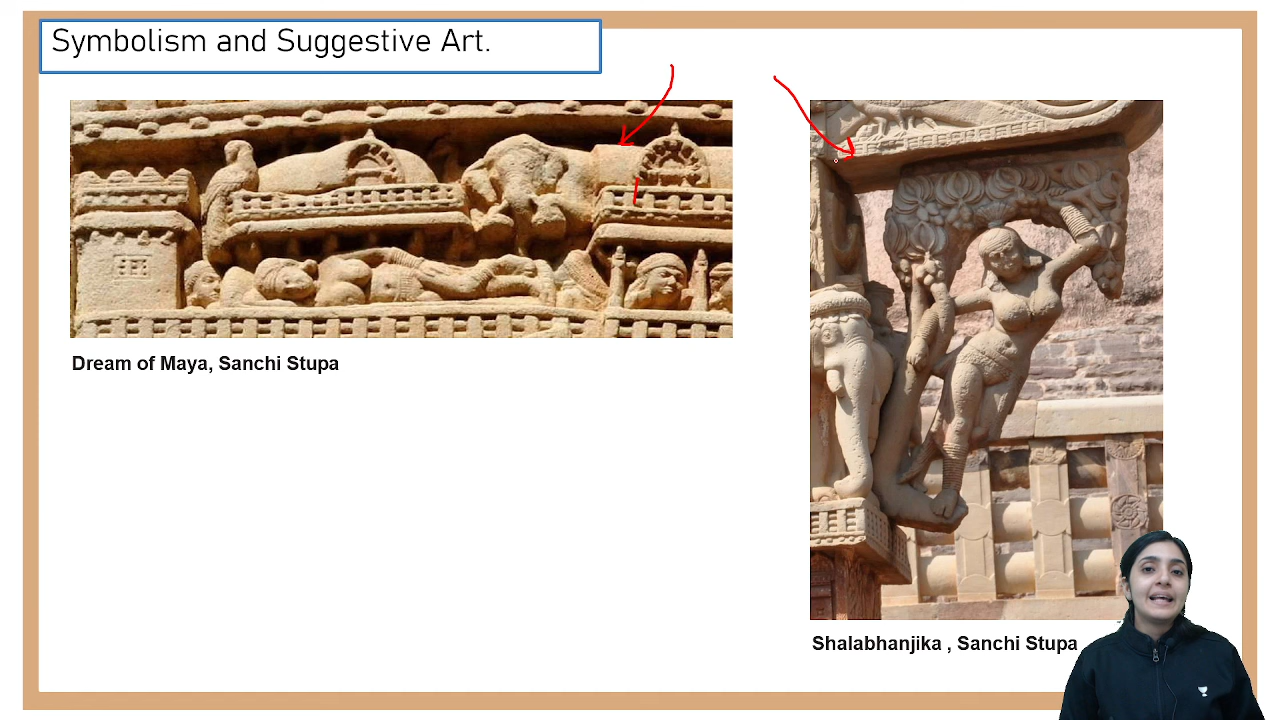 Symbolism and Suggestive Art.
Dream of Maya, Sanchi Stupa
Shalabhanjika , Sanchi Stupa